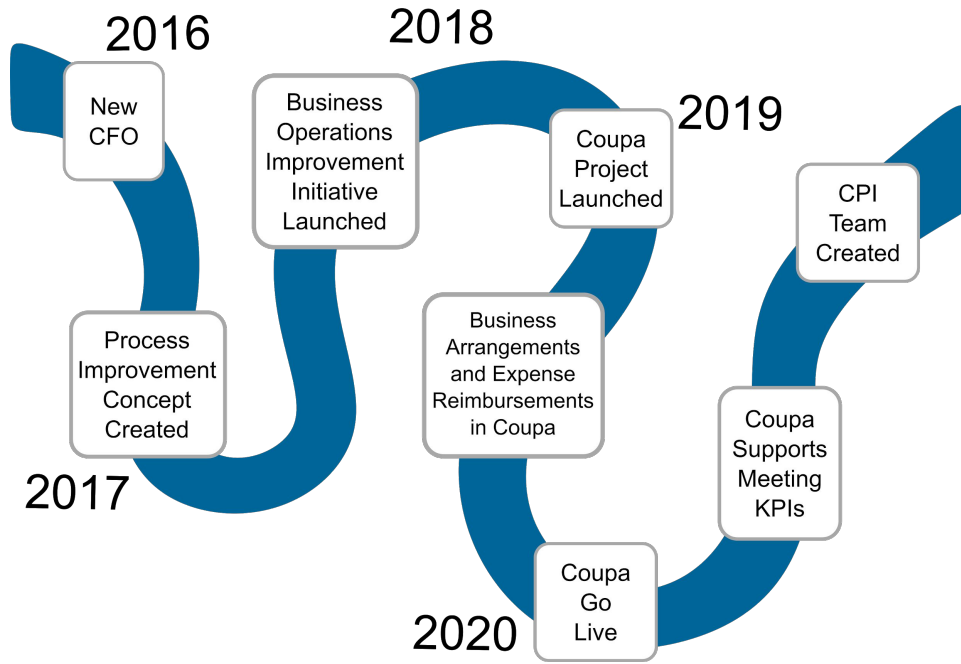 2016
New
CFO
Process
Improvement
Concept
Created
2017
Business
Operations
Improvement
Initiative
Launched
2018
Coupa
Project
Launched
2019
Business
Arrangements
and Expense
Reimbursements
in Coupa
Coupa
Go
Live
2020
Coupa
Supports
Meeting
KPIs
CPI
Team
Created